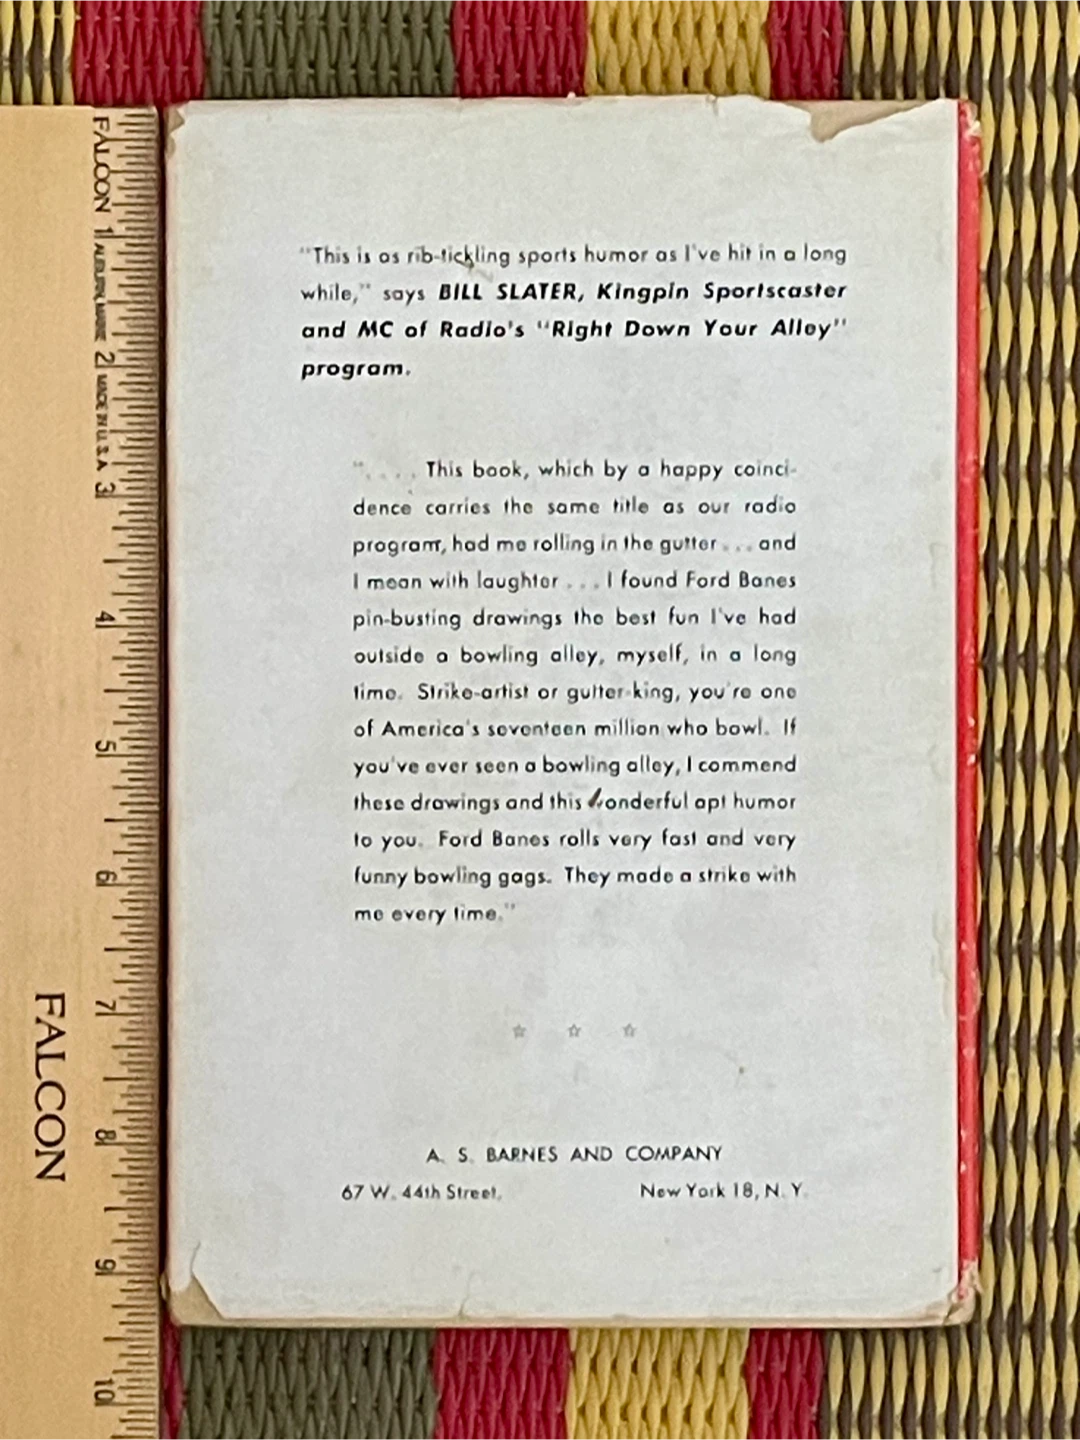 "This is as rib-tickling sports humor as I've hit in a long
while," says BILL SLATER, Kingpin Sportscaster
and MC of Radio's "Right Down Your Alley"
program.
". . . . This book, which by a happy coinci-
dence carries the same title as our radio
program, had me rolling in the gutter . . . and
I mean with laughter . . . I found Ford Banes
pin-busting drawings the best fun I've had
outside a bowling alley, myself, in a long
time. Strike-artist or gutter-king, you're one
of America's seventeen million who bowl. If
you've ever seen a bowling alley, I commend
these drawings and this wonderful apt humor
to you. Ford Banes rolls very fast and very
funny bowling gags. They made a strike with
me every time."
A. S. BARNES AND COMPANY
67 W. 44th Street, New York 18, N. Y.
FALCON 1 AUBURN, MAINE 2 MADE IN U.S.A. 3 4 5 6 7 8 9 10
FALCON